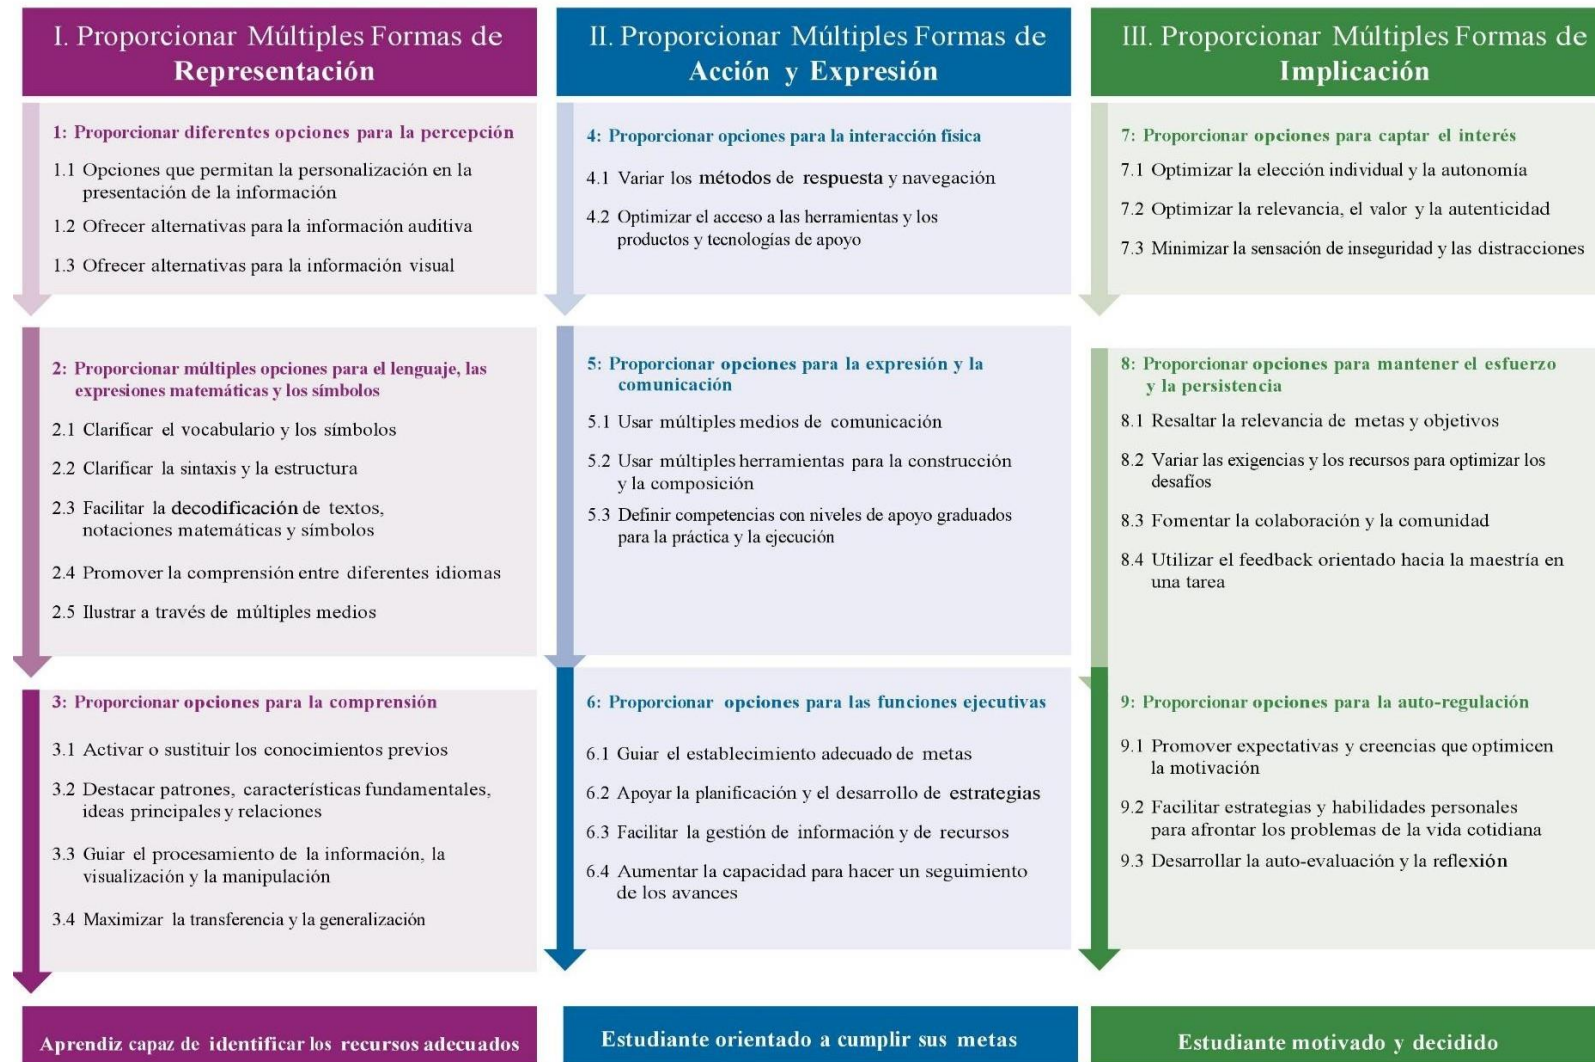 I. Proporcionar Múltiples Formas de
Representación
1: Proporcionar diferentes opciones para la percepción
1.1 Opciones que permitan la personalización en la
presentación de la información
1.2 Ofrecer alternativas para la información auditiva
1.3 Ofrecer alternativas para la información visual
2: Proporcionar múltiples opciones para el lenguaje, las
expresiones matemáticas y los símbolos
2.1 Clarificar el vocabulario y los símbolos
2.2 Clarificar la sintaxis y la estructura
2.3 Facilitar la decodificación de textos,
notaciones matemáticas y símbolos
2.4 Promover la comprensión entre diferentes idiomas
2.5 Ilustrar a través de múltiples medios
3: Proporcionar opciones para la comprensión
3.1 Activar o sustituir los conocimientos previos
3.2 Destacar patrones, características fundamentales,
ideas principales y relaciones
3.3 Guiar el procesamiento de la información, la
visualización y la manipulación
3.4 Maximizar la transferencia y la generalización
Aprendiz capaz de identificar los recursos adecuados
II. Proporcionar Múltiples Formas de
Acción y Expresión
4: Proporcionar opciones para la interacción física
4.1 Variar los métodos de respuesta y navegación
4.2 Optimizar el acceso a las herramientas y los
productos y tecnologías de apoyo
5: Proporcionar opciones para la expresión y la
comunicación
5.1 Usar múltiples medios de comunicación
5.2 Usar múltiples herramientas para la construcción
y la composición
5.3 Definir competencias con niveles de apoyo graduados
para la práctica y la ejecución
6: Proporcionar opciones para las funciones ejecutivas
6.1 Guiar el establecimiento adecuado de metas
6.2 Apoyar la planificación y el desarrollo de estrategias
6.3 Facilitar la gestión de información y de recursos
6.4 Aumentar la capacidad para hacer un seguimiento
de los avances
Estudiante orientado a cumplir sus metas
III. Proporcionar Múltiples Formas de
Implicación
7: Proporcionar opciones para captar el interés
7.1 Optimizar la elección individual y la autonomía
7.2 Optimizar la relevancia, el valor y la autenticidad
7.3 Minimizar la sensación de inseguridad y las distracciones
8: Proporcionar opciones para mantener el esfuerzo
y la persistencia
8.1 Resaltar la relevancia de metas y objetivos
8.2 Variar las exigencias y los recursos para optimizar los
desafíos
8.3 Fomentar la colaboración y la comunidad
8.4 Utilizar el feedback orientado hacia la maestría en
una tarea
9: Proporcionar opciones para la auto-regulación
9.1 Promover expectativas y creencias que optimicen
la motivación
9.2 Facilitar estrategias y habilidades personales
para afrontar los problemas de la vida cotidiana
9.3 Desarrollar la auto-evaluación y la reflexión
Estudiante motivado y decidido